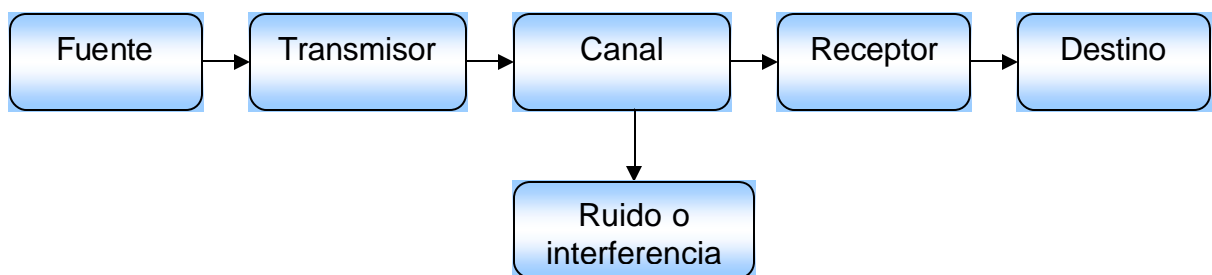 Fuente
Transmisor
Canal
Receptor
Destino
Ruido o
interferencia